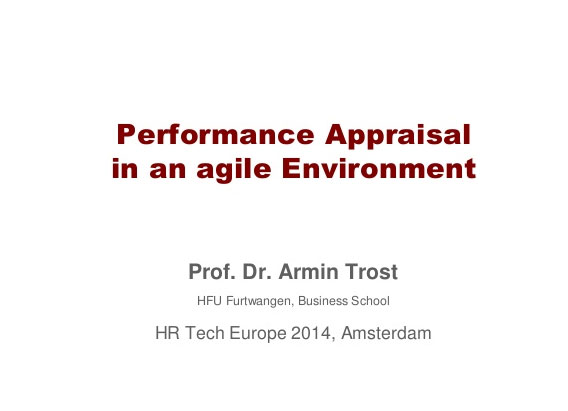 Performance Appraisal
in an agile Environment
Prof. Dr. Armin Trost
HFU Furtwangen, Business School
HR Tech Europe 2014, Amsterdam